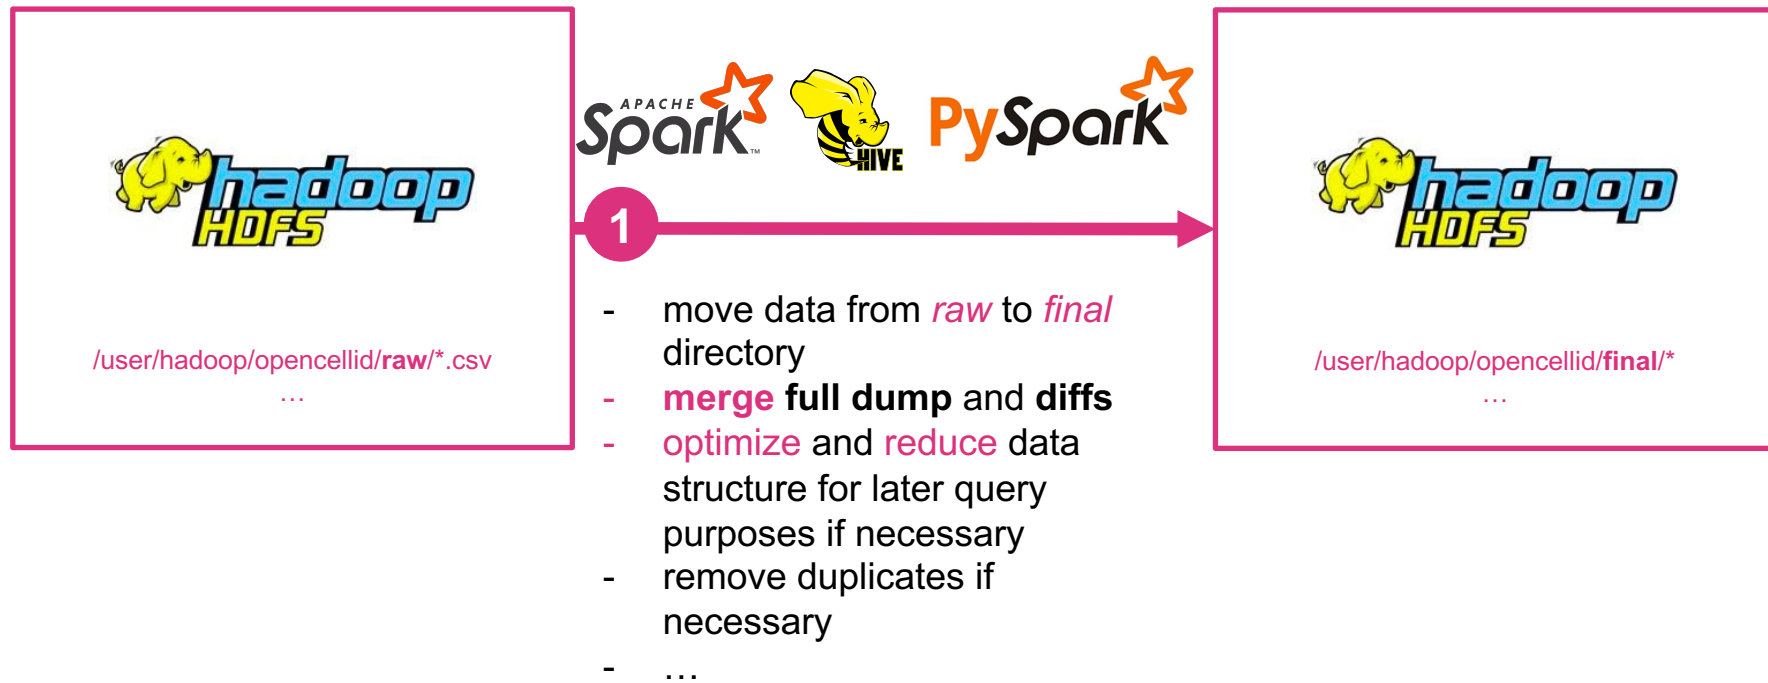 hadoop
HDFS
/user/hadoop/opencellid/raw/*.csv
…
APACHE
Spark™
HIVE
PySpark
1
- move data from raw to final
directory
- merge full dump and diffs
- optimize and reduce data
structure for later query
purposes if necessary
- remove duplicates if
necessary
- …
hadoop
HDFS
/user/hadoop/opencellid/final/*
…